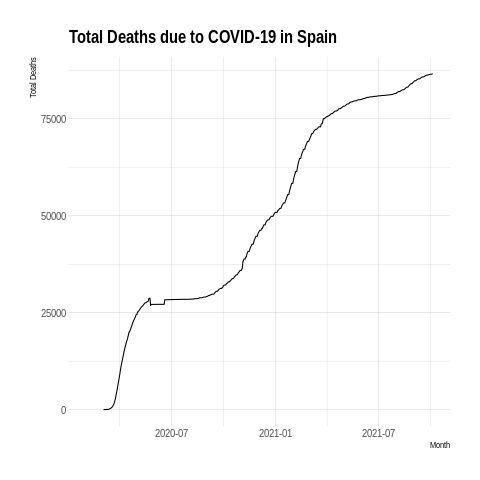 Total Deaths due to COVID-19 in Spain
Total Deaths
75000
50000
25000
0
2020-07
2021-01
2021-07
Month